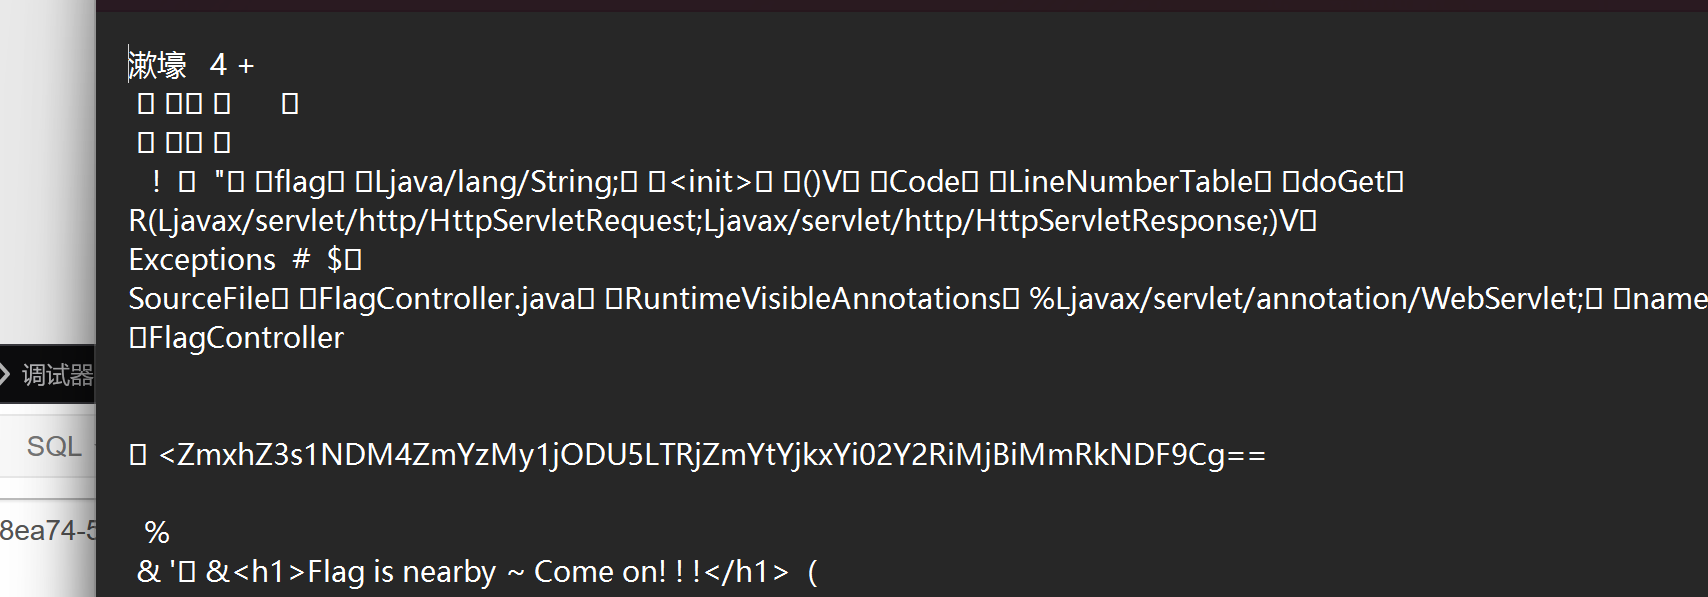 漱壕 4 +
! "flag Ljava/lang/String; <init> ()V Code LineNumberTable doGet
R(Ljavax/servlet/http/HttpServletRequest;Ljavax/servlet/http/HttpServletResponse;)V
Exceptions # $
SourceFile FlagController.java RuntimeVisibleAnnotations %Ljavax/servlet/annotation/WebServlet; name
FlagController
调试器
SQL
<ZmxhZ3s1NDM4ZmYzMy1jODU5LTRjZmYtYjkxYi02Y2RiMjBiMmRkNDF9Cg==
8ea74-5
%
& ' &<h1>Flag is nearby ~ Come on! ! !</h1> (